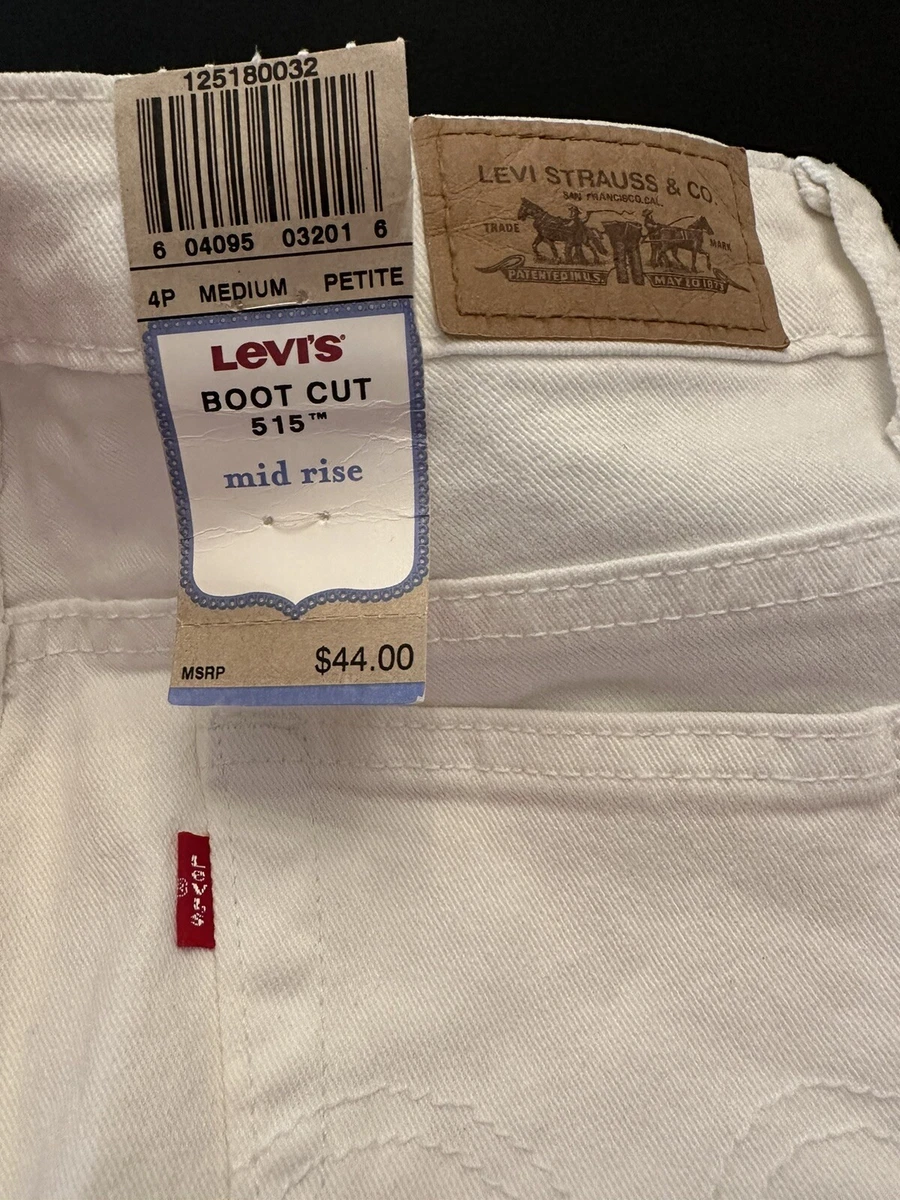 125180032
6 04095 03201 6
4P MEDIUM PETITE
Levi's®
BOOT CUT
515™
mid rise
MSRP $44.00
LEVI STRAUSS & CO.
SAN FRANCISCO, CAL.
TRADE MARK
PATENTED IN U.S. MAY 20 1873
LEVI'S
®